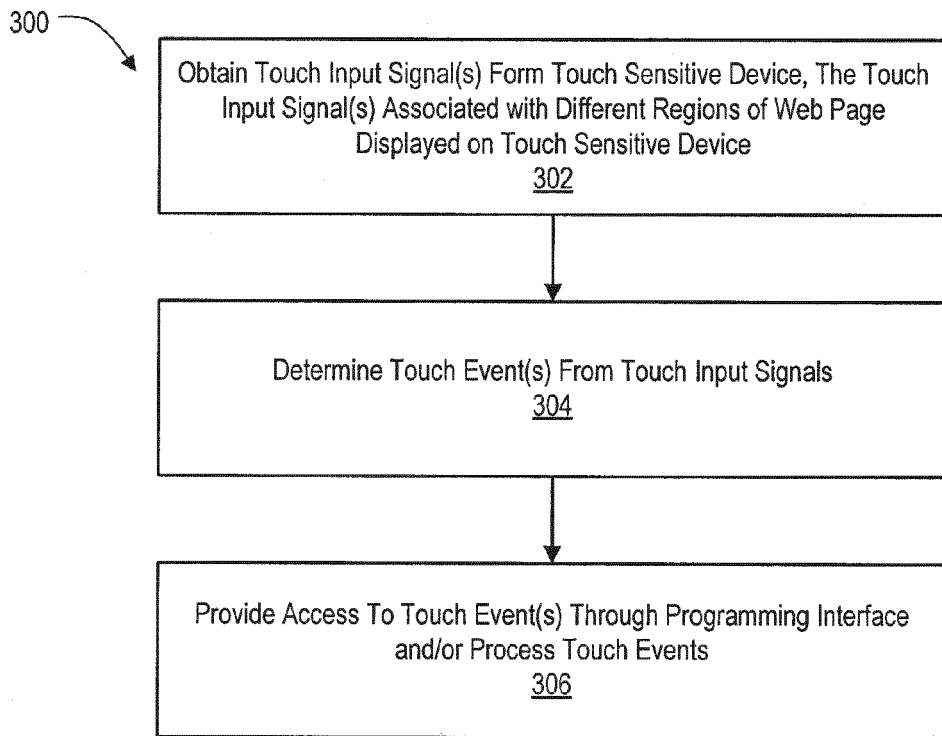 300
Obtain Touch Input Signal(s) Form Touch Sensitive Device, The Touch
Input Signal(s) Associated with Different Regions of Web Page
Displayed on Touch Sensitive Device
302
Determine Touch Event(s) From Touch Input Signals
304
Provide Access To Touch Event(s) Through Programming Interface
and/or Process Touch Events
306